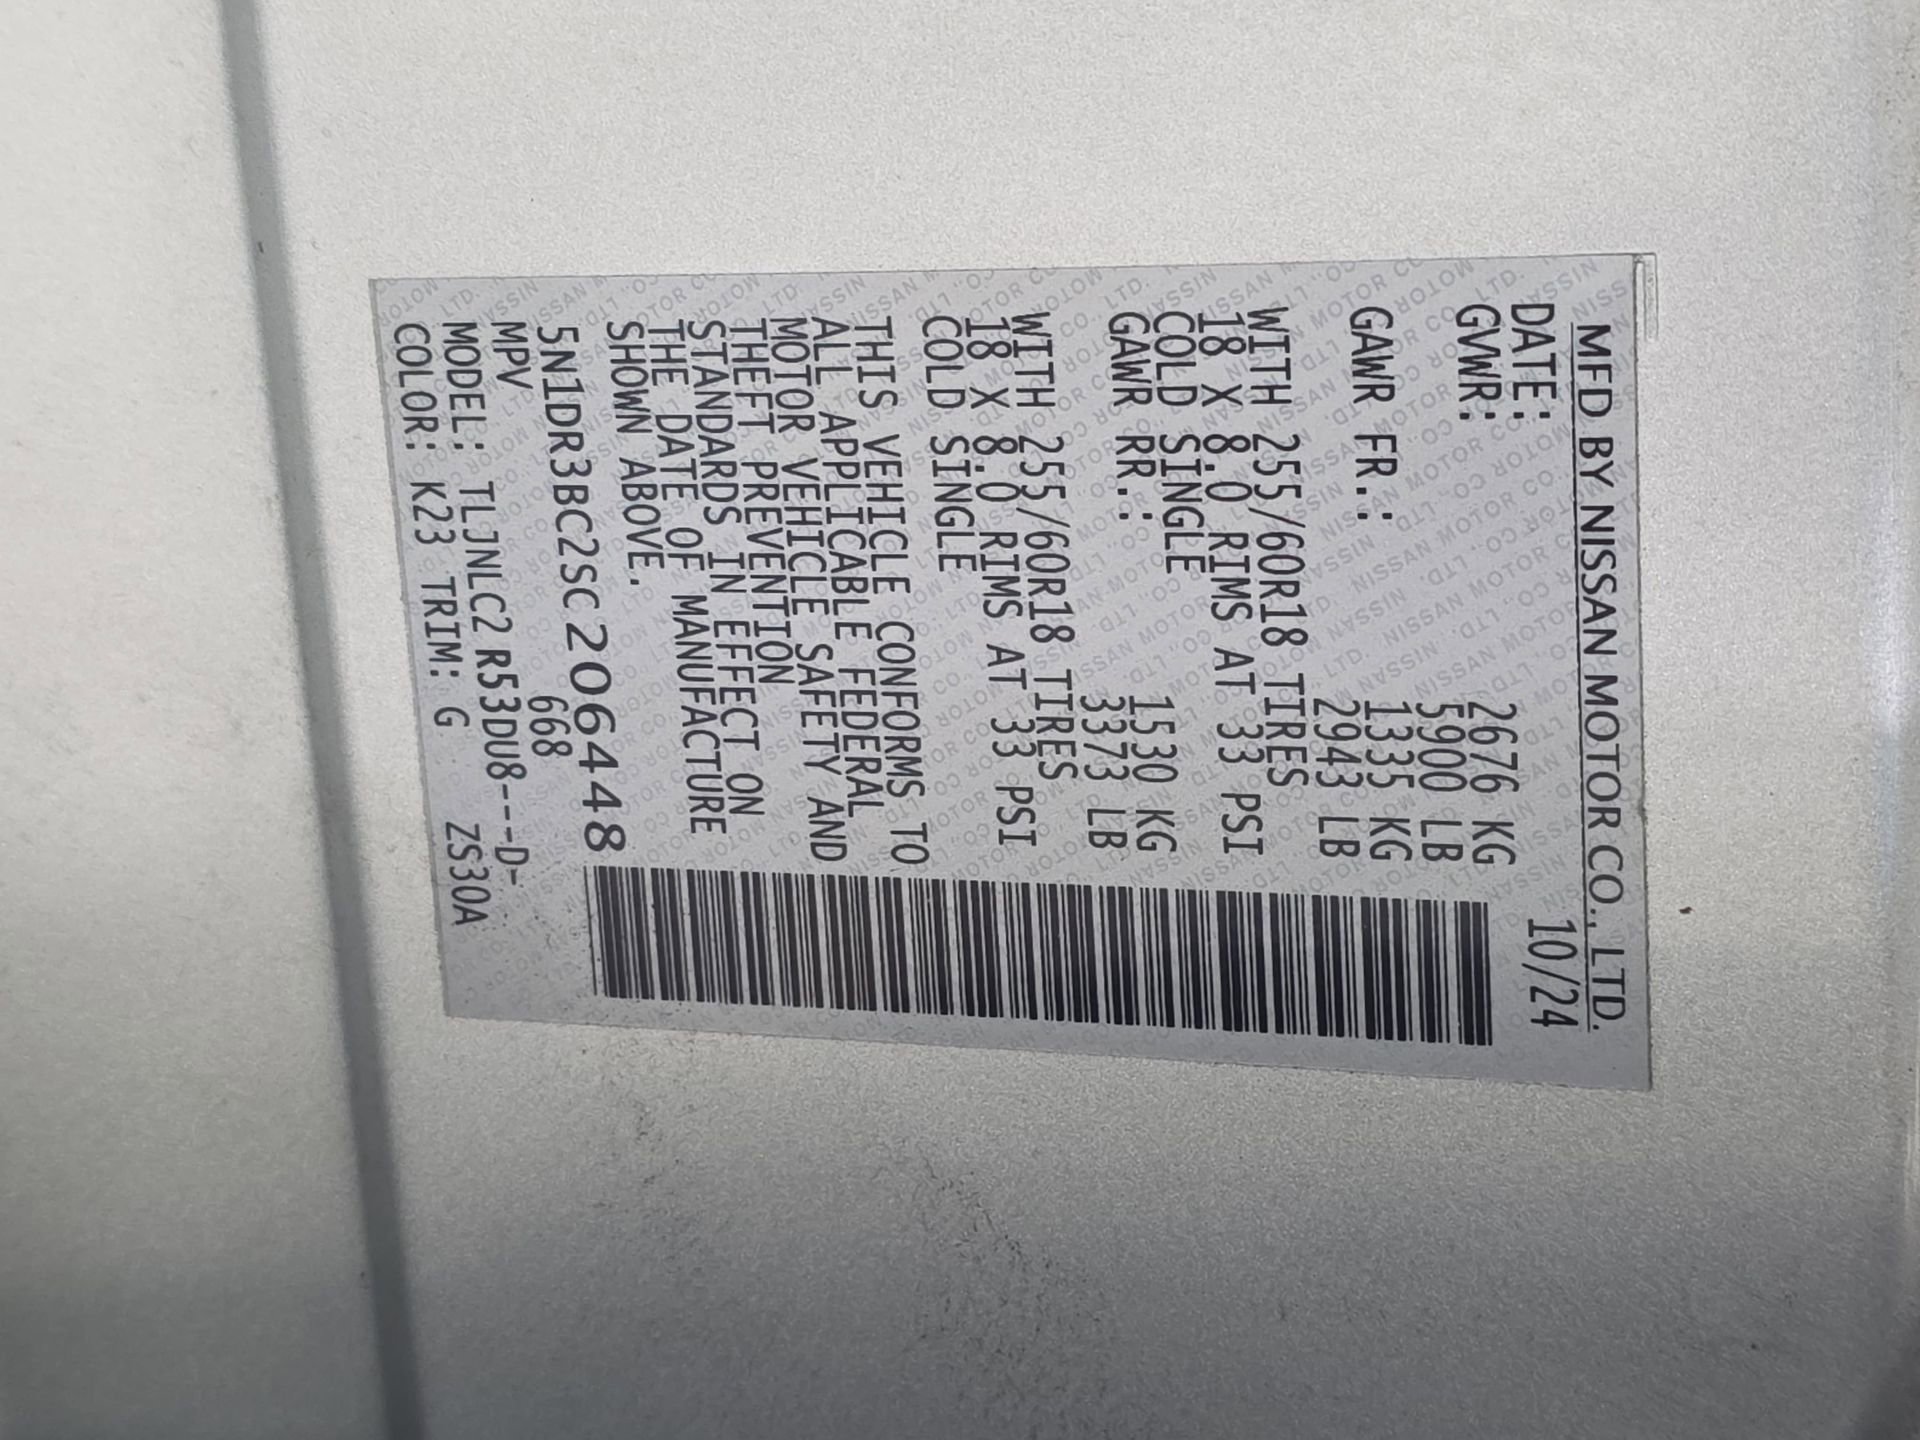 MFD BY NISSAN MOTOR CO., LTD.
DATE: 10/24
GVWR: 2676 KG
5900 LB
GAWR FR.: 1335 KG
2943 LB
WITH 255/60R18 TIRES
18 X 8.0 RIMS AT 33 PSI
COLD SINGLE
GAWR RR.: 1530 KG
3373 LB
WITH 255/60R18 TIRES
18 X 8.0 RIMS AT 33 PSI
COLD SINGLE
THIS VEHICLE CONFORMS TO
ALL APPLICABLE FEDERAL
MOTOR VEHICLE SAFETY AND
THEFT PREVENTION
STANDARDS IN EFFECT ON
THE DATE OF MANUFACTURE
SHOWN ABOVE.
5N1DR3BC2SC206448
MPV 668
MODEL: TLJNLC2 R53DU8---D-
COLOR: K23 TRIM: G ZS30A